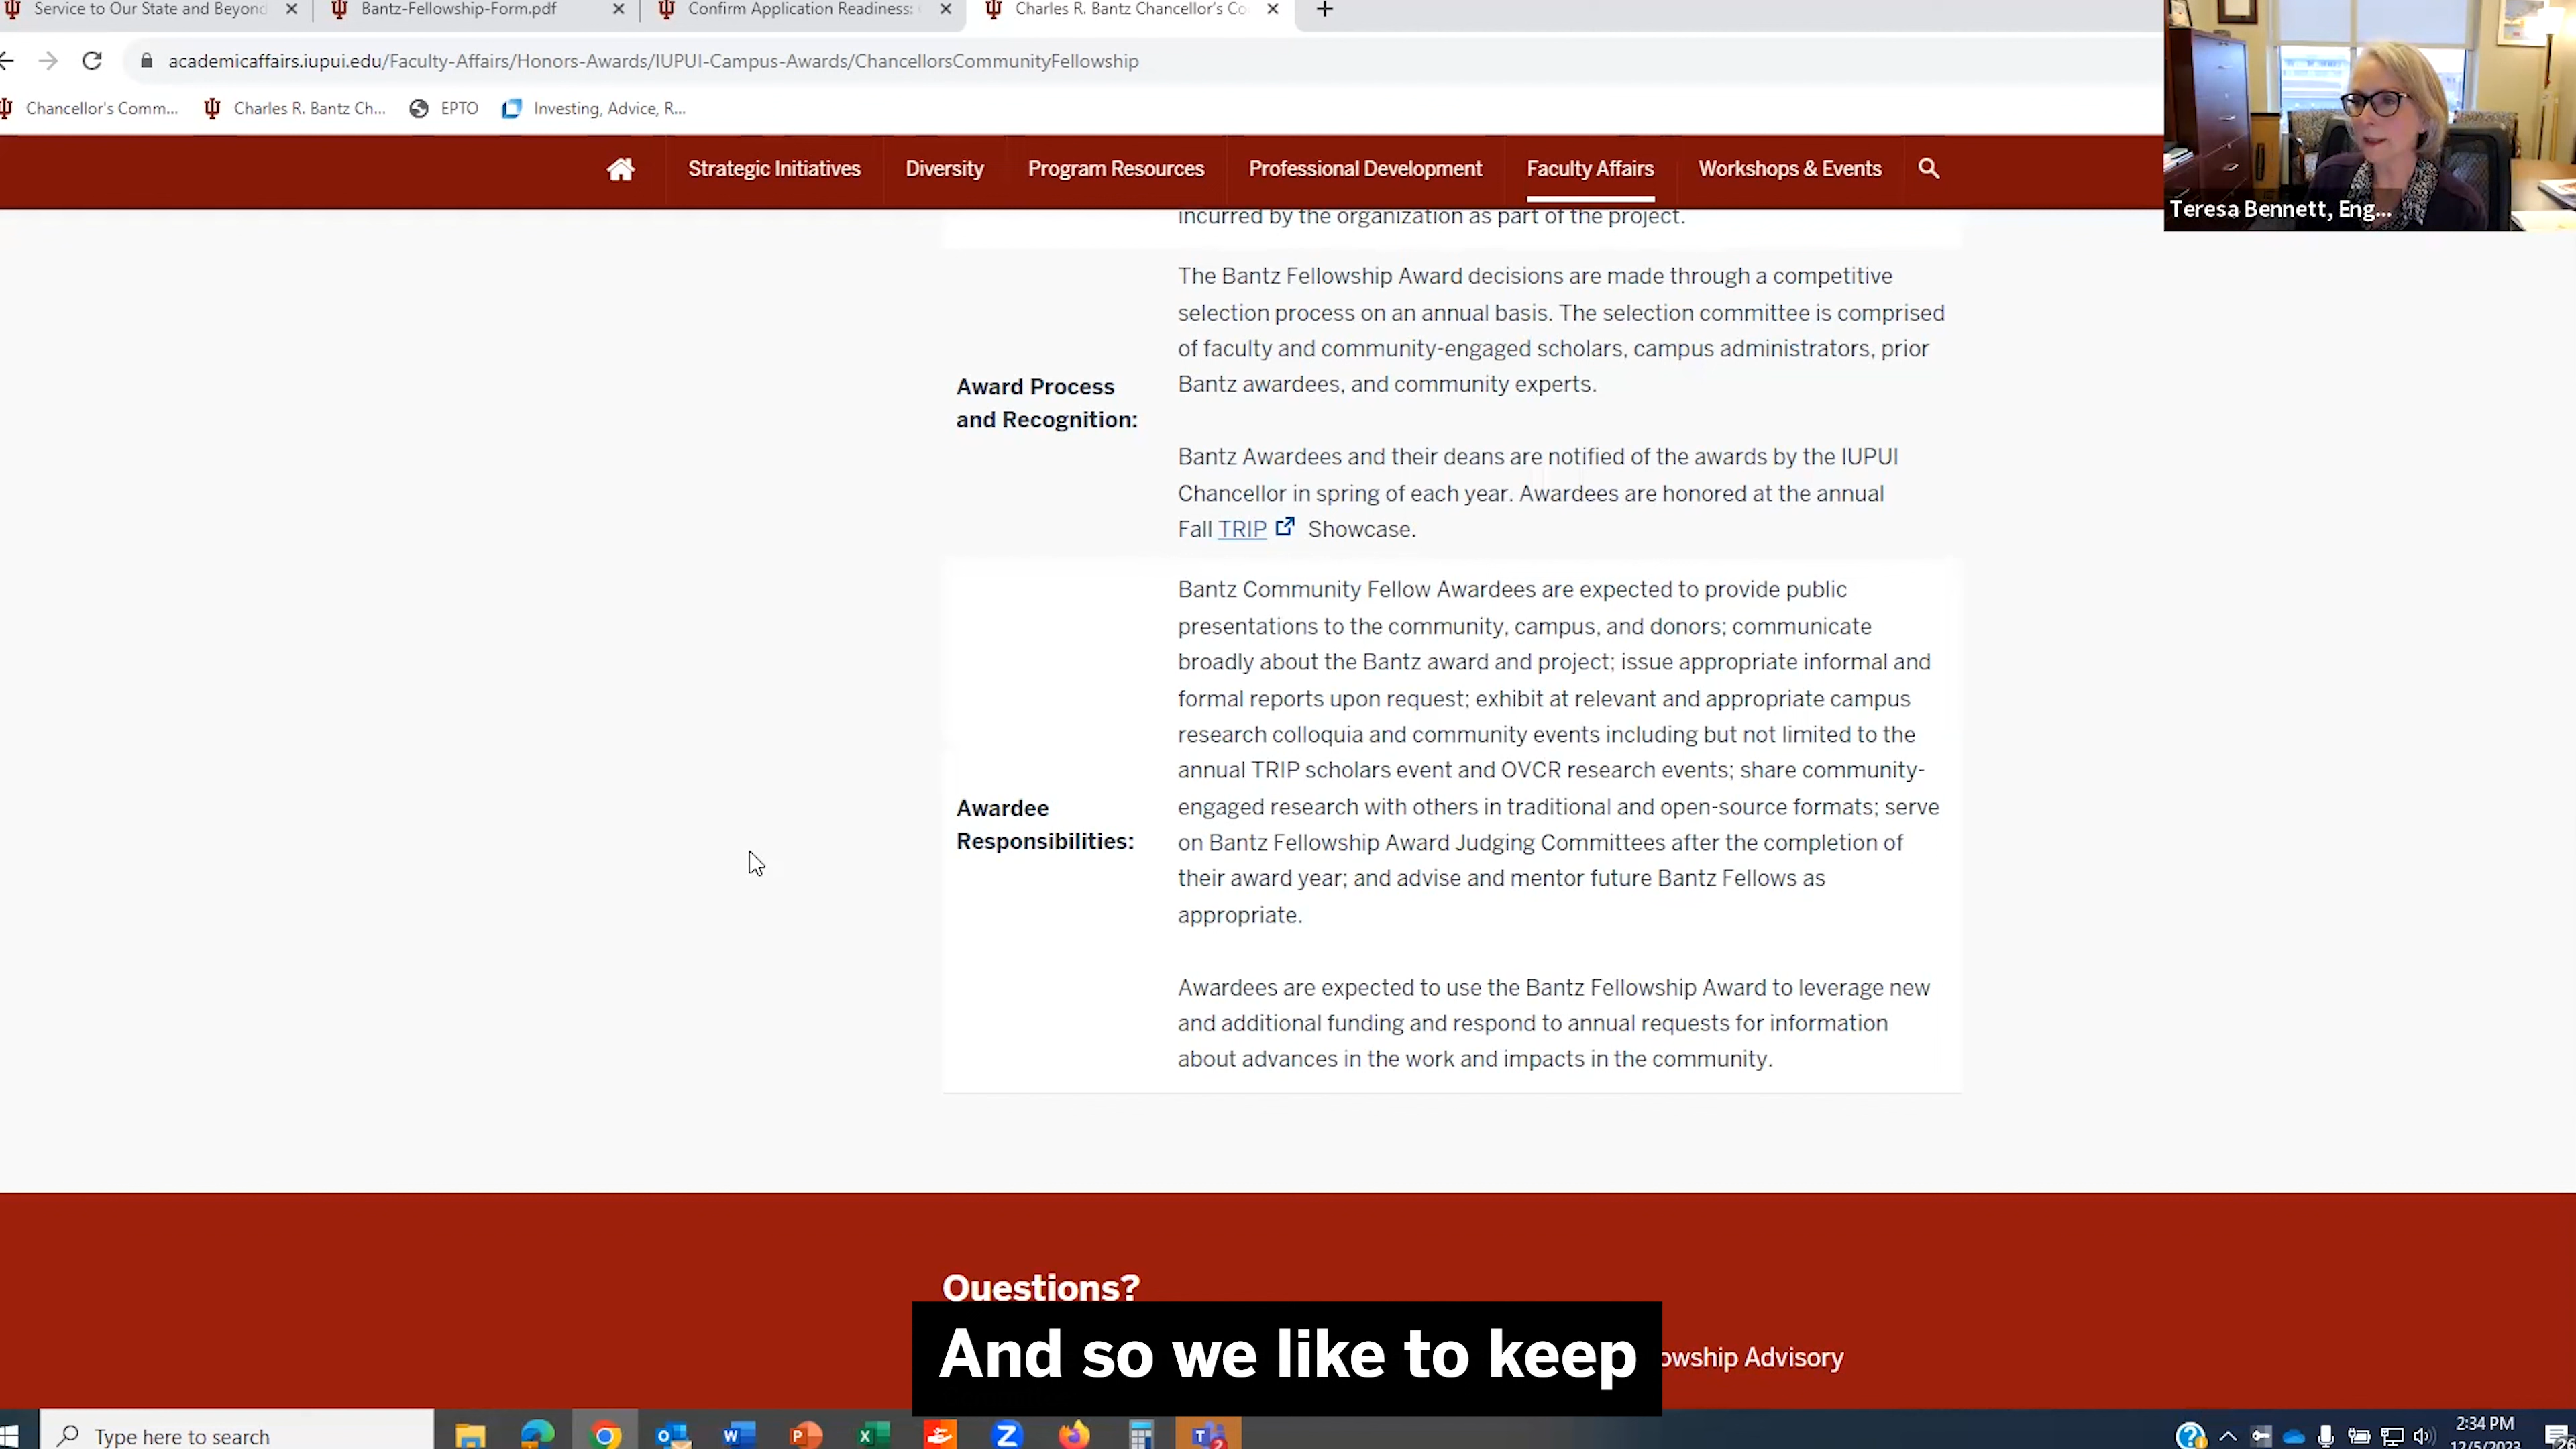 Service to Our State and Beyond
Bantz-Fellowship-Form.pdf
Confirm Application Readiness:
Charles R. Bantz Chancellor's Co
academicaffairs.iupui.edu/Faculty-Affairs/Honors-Awards/IUPUI-Campus-Awards/ChancellorsCommunityFellowship
Chancellor's Comm...
Charles R. Bantz Ch...
EPTO
Investing, Advice, R...
Strategic Initiatives
Diversity
Program Resources
Professional Development
Faculty Affairs
Workshops & Events
Teresa Bennett, Eng...
incurred by the organization as part of the project.
Award Process
and Recognition:
The Bantz Fellowship Award decisions are made through a competitive
selection process on an annual basis. The selection committee is comprised
of faculty and community-engaged scholars, campus administrators, prior
Bantz awardees, and community experts.
Bantz Awardees and their deans are notified of the awards by the IUPUI
Chancellor in spring of each year. Awardees are honored at the annual
Fall TRIP Showcase.
Awardee
Responsibilities:
Bantz Community Fellow Awardees are expected to provide public
presentations to the community, campus, and donors; communicate
broadly about the Bantz award and project; issue appropriate informal and
formal reports upon request; exhibit at relevant and appropriate campus
research colloquia and community events including but not limited to the
annual TRIP scholars event and OVCR research events; share community-
engaged research with others in traditional and open-source formats; serve
on Bantz Fellowship Award Judging Committees after the completion of
their award year; and advise and mentor future Bantz Fellows as
appropriate.
Awardees are expected to use the Bantz Fellowship Award to leverage new
and additional funding and respond to annual requests for information
about advances in the work and impacts in the community.
Questions?
And so we like to keep
owship Advisory
Type here to search
2:34 PM
12/5/2023